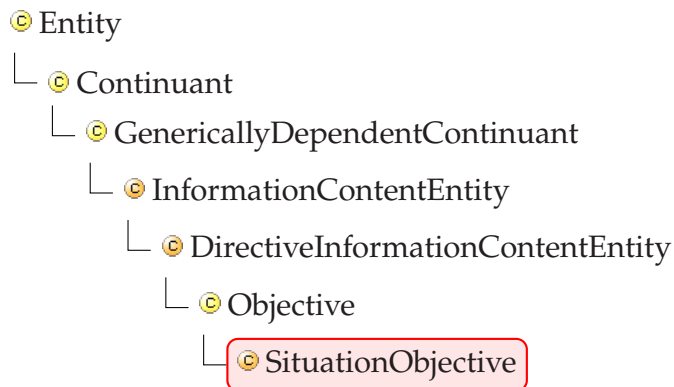 Entity
Continuant
GenericallyDependentContinuant
InformationContentEntity
DirectiveInformationContentEntity
Objective
SituationObjective